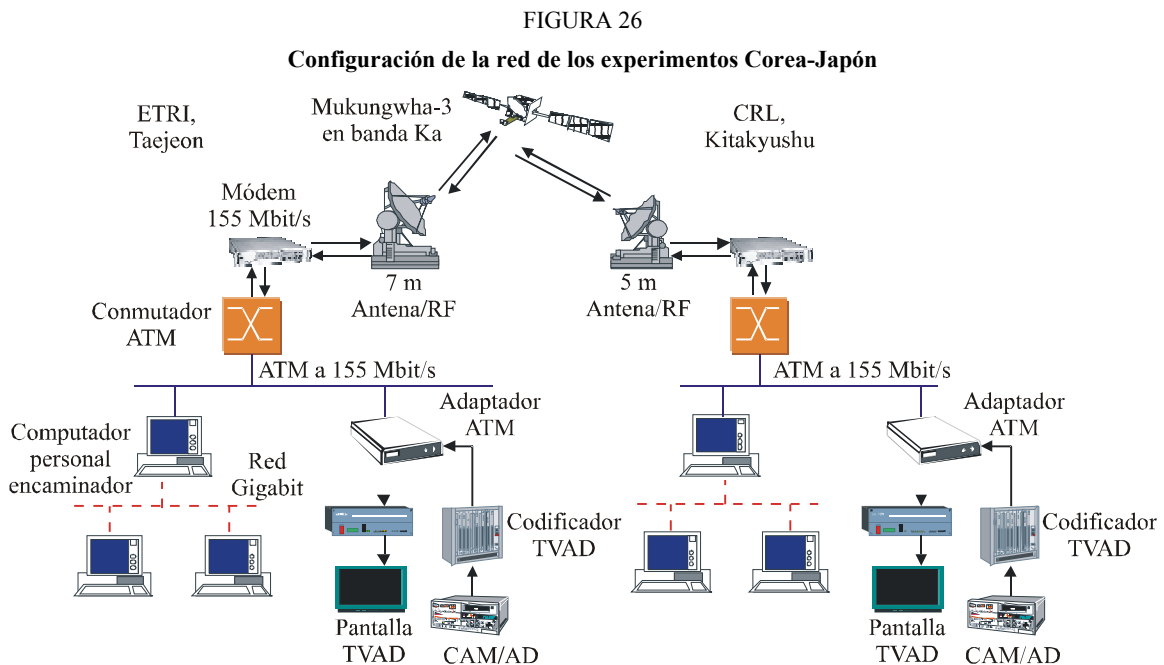 FIGURA 26
Configuración de la red de los experimentos Corea-Japón
ETRI,
Taejeon
Mukungwha-3
en banda Ka
CRL,
Kitakyushu
Módem
155 Mbit/s
7 m
Antena/RF
5 m
Antena/RF
Conmutador
ATM
ATM a 155 Mbit/s
ATM a 155 Mbit/s
Adaptador
ATM
Adaptador
ATM
Computador
personal
encaminador
Red
Gigabit
Codificador
TVAD
Codificador
TVAD
Pantalla
TVAD
CAM/AD
Pantalla
TVAD
CAM/AD